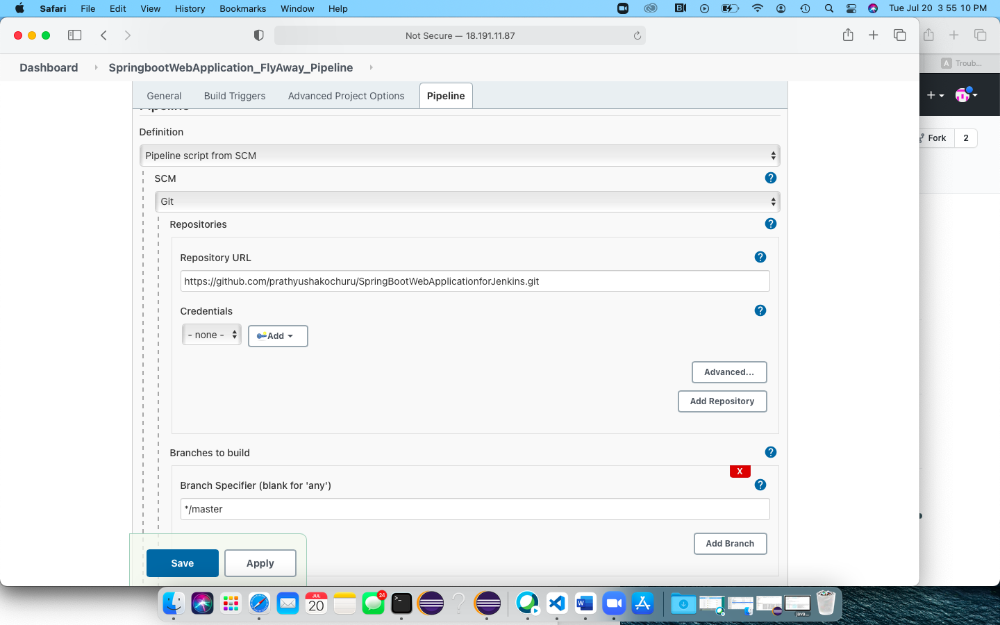 Safari File Edit View History Bookmarks Window Help Tue Jul 20 3 55 10 PM
Not Secure — 18.191.11.87
A Troub...
Dashboard SpringbootWebApplication_FlyAway_Pipeline
General Build Triggers Advanced Project Options Pipeline
Pipeline
Definition
Pipeline script from SCM
Fork 2
SCM
Git
Repositories
Repository URL
https://github.com/prathyushakochuru/SpringBootWebApplicationforJenkins.git
Credentials
- none - Add
Advanced...
Add Repository
Branches to build
X
Branch Specifier (blank for 'any')
*/master
Add Branch
Save Apply
24
JUL
20
W
java...